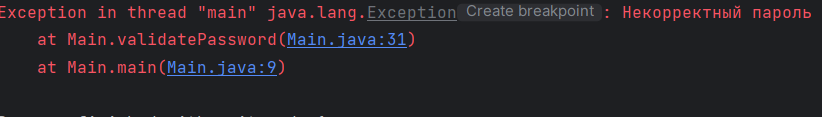 Exception in thread "main" java.lang.Exception Create breakpoint : Некорректный пароль
at Main.validatePassword(Main.java:31)
at Main.main(Main.java:9)